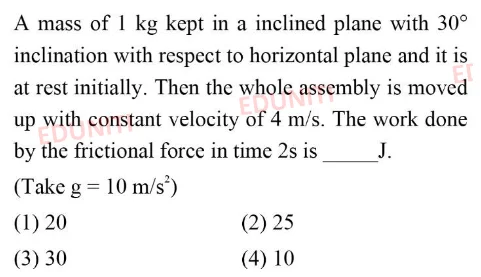 A mass of 1 kg kept in a inclined plane with 30°
inclination with respect to horizontal plane and it is
at rest initially. Then the whole assembly is moved
up with constant velocity of 4 m/s. The work done
by the frictional force in time 2s is _____J.
(Take g = 10 m/s²)
(1) 20 (2) 25
(3) 30 (4) 10
EDUNITI
EDUNITI